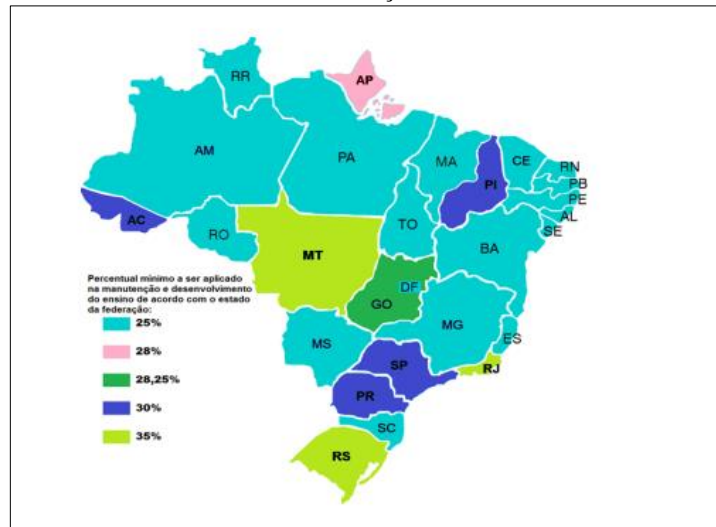 RR
AP
AM
PA
MA
CE
RN
PB
PE
AL
SE
PI
AC
RO
TO
BA
MT
GO
DF
MG
ES
MS
SP
RJ
PR
SC
RS
Percentual mínimo a ser aplicado
na manutenção e desenvolvimento
do ensino de acordo com o estado
da federação:
25%
28%
28,25%
30%
35%